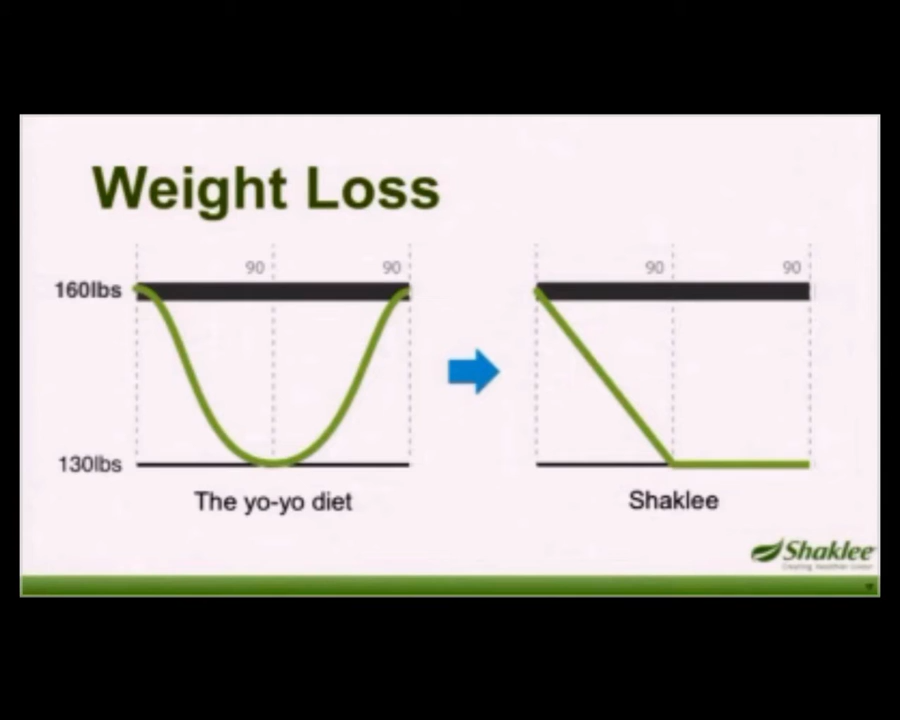 Weight Loss
90 90 90 90
160lbs
130lbs
The yo-yo diet Shaklee
Shaklee
Creating Healthier Lives